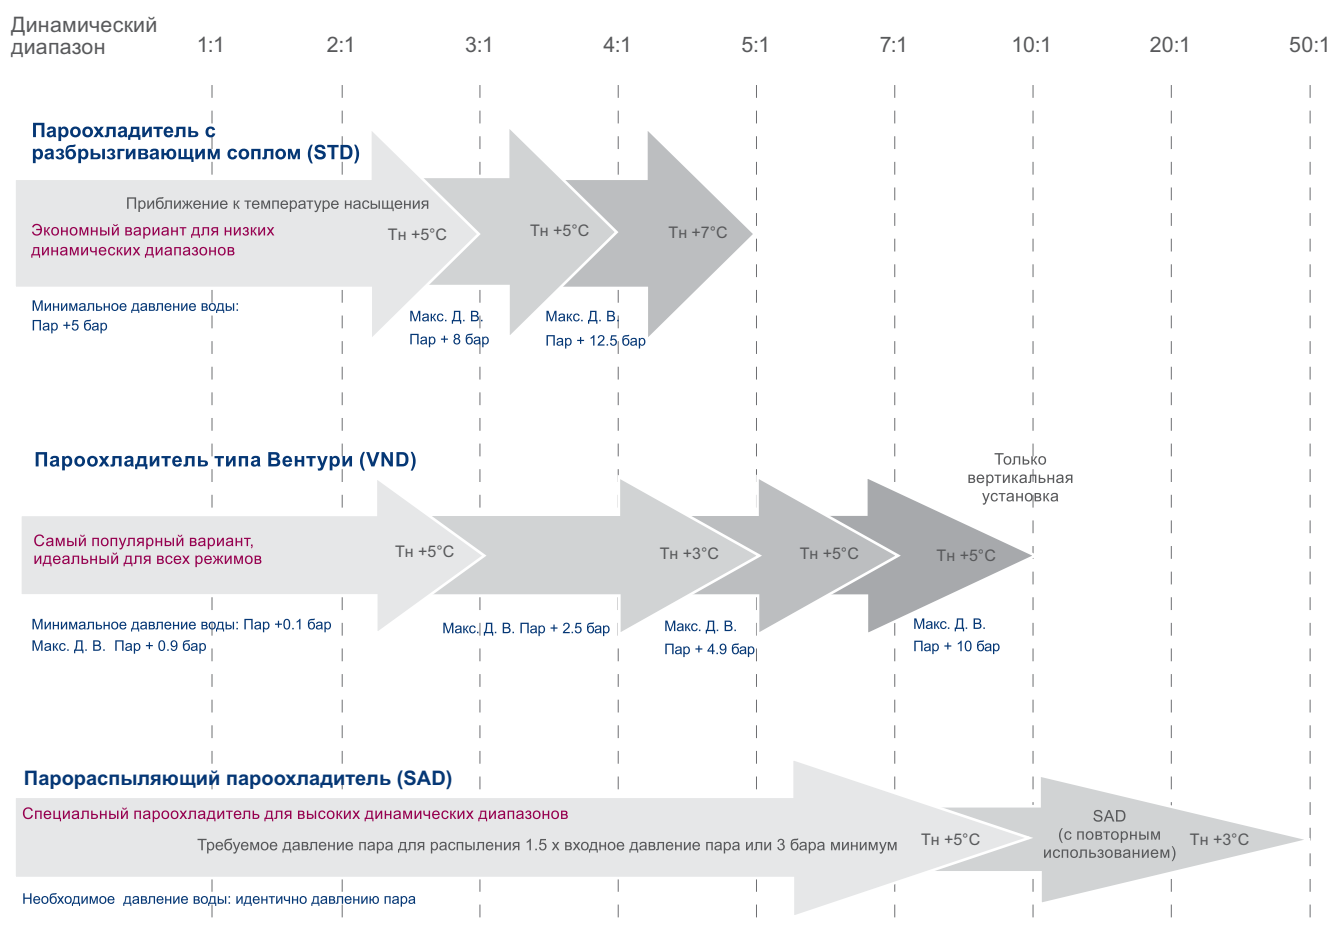 Динамический
диапазон
1:1 2:1 3:1 4:1 5:1 7:1 10:1 20:1 50:1
Пароохладитель с
разбрызгивающим соплом (STD)
Приближение к температуре насыщения
Экономный вариант для низких
динамических диапазонов
Тн +5°C Тн +5°C Тн +7°C
Минимальное давление воды:
Пар +5 бар
Макс. Д. В.
Пар + 8 бар
Макс. Д. В.
Пар + 12.5 бар
Пароохладитель типа Вентури (VND)
Только
вертикальная
установка
Самый популярный вариант,
идеальный для всех режимов
Тн +5°C Тн +3°C Тн +5°C Тн +5°C
Минимальное давление воды: Пар +0.1 бар
Макс. Д. В. Пар + 0.9 бар
Макс. Д. В. Пар + 2.5 бар
Макс. Д. В.
Пар + 4.9 бар
Макс. Д. В.
Пар + 10 бар
Парораспыляющий пароохладитель (SAD)
Специальный пароохладитель для высоких динамических диапазонов
Требуемое давление пара для распыления 1.5 x входное давление пара или 3 бара минимум
Тн +5°C
SAD
(с повторным
использованием)
Тн +3°C
Необходимое давление воды: идентично давлению пара